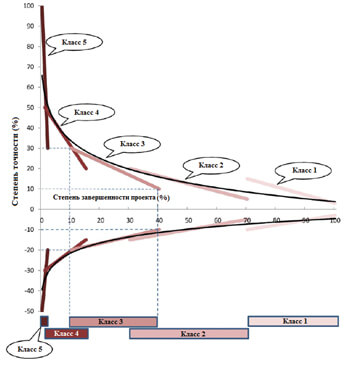 Степень точности (%)
100
90
80
70
60
50
40
30
20
10
0
-10
-20
-30
-40
-50
Класс 5
Класс 4
Класс 3
Класс 2
Класс 1
Степень завершенности проекта (%)
0 10 20 30 40 50 60 70 80 90 100
Класс 3
Класс 1
Класс 4
Класс 2
Класс 5